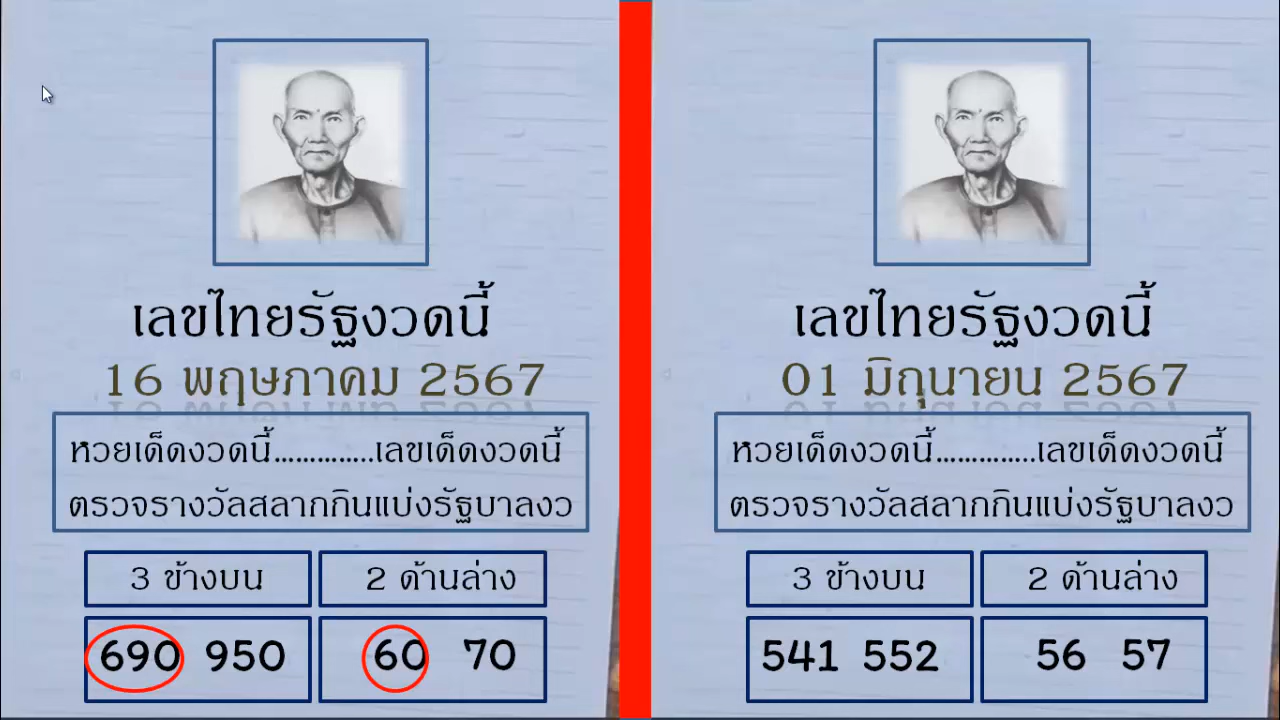 เลขไทยรัฐงวดนี้
16 พฤษภาคม 2567
หวยเด็ดงวดนี้..............เลขเด็ดงวดนี้
ตรวจรางวัลสลากกินแบ่งรัฐบาลงว
3 ข้างบน
2 ด้านล่าง
690 950
60 70
เลขไทยรัฐงวดนี้
01 มิถุนายน 2567
หวยเด็ดงวดนี้..............เลขเด็ดงวดนี้
ตรวจรางวัลสลากกินแบ่งรัฐบาลงว
3 ข้างบน
2 ด้านล่าง
541 552
56 57